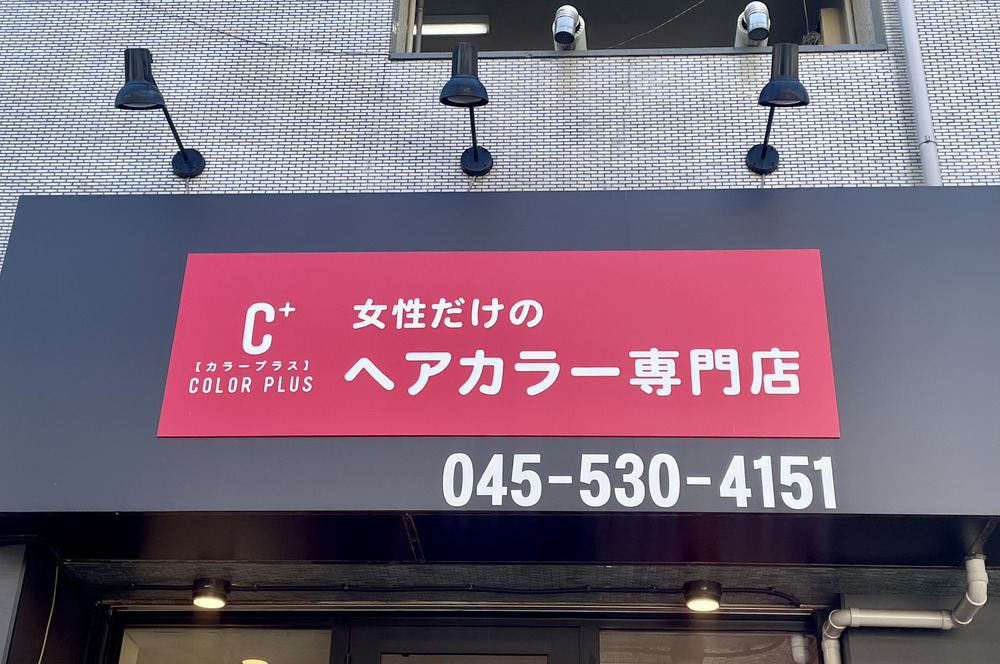 C+
【カラープラス】
COLOR PLUS
女性だけの
ヘアカラー専門店
045-530-4151